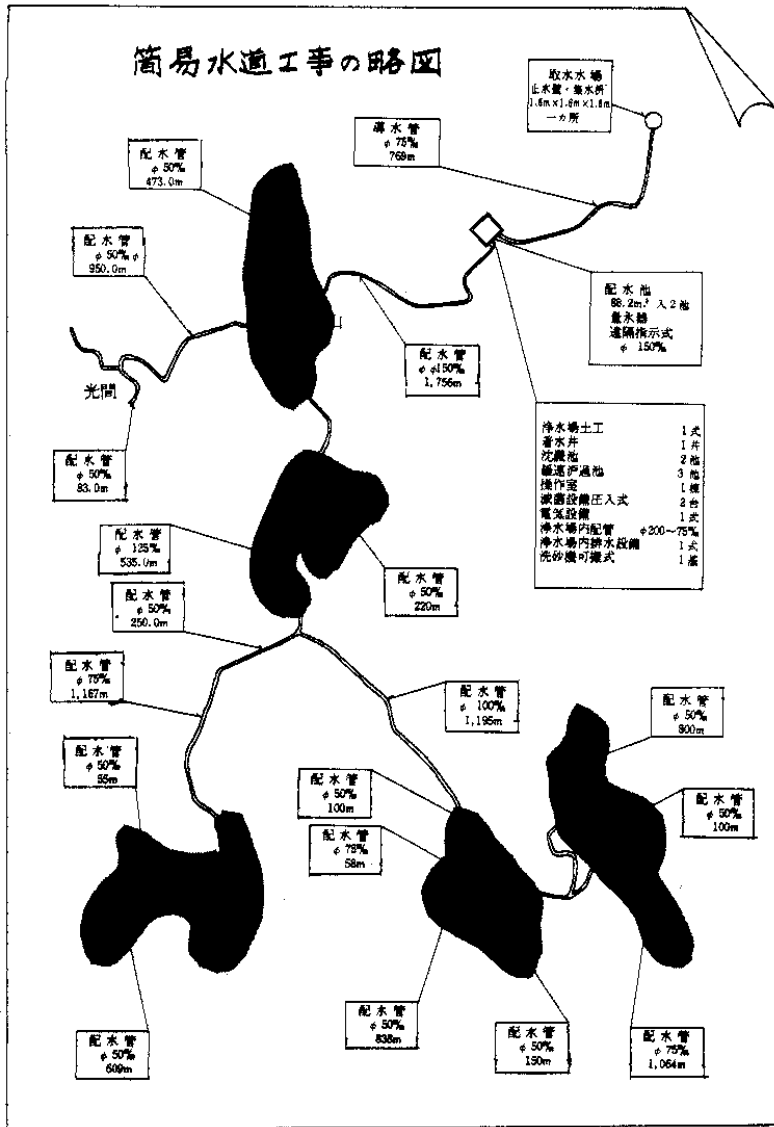 簡易水道工事の略図
取水水場
止水壁・集水桝
1.6m×1.6m×1.8m
一カ所
導水管
φ 75%
769m
配水管
φ 50%
473.0m
配水管
φ 50% φ
950.0m
配水池
88.2m³ 入2池
量水器
遠隔指示式
φ 150%
配水管
φ φ150%
1,756m
光間
配水管
φ 50%
83.0m
浄水場土工 1式
着水井 1井
沈澱池 2池
緩速沪過池 3池
操作室 1棟
滅菌設備圧入式 2台
電気設備 1式
浄水場内配管 φ200〜75%
浄水場内排水設備 1式
洗砂機可搬式 1基
配水管
φ 125%
535.0m
配水管
φ 50%
220m
配水管
φ 50%
250.0m
配水管
φ 75%
1,167m
配水管
φ 100%
1,195m
配水管
φ 50%
800m
配水管
φ 50%
55m
配水管
φ 50%
100m
配水管
φ 50%
100m
配水管
φ 75%
58m
配水管
φ 50%
609m
配水管
φ 50%
838m
配水管
φ 50%
150m
配水管
φ 75%
1,064m